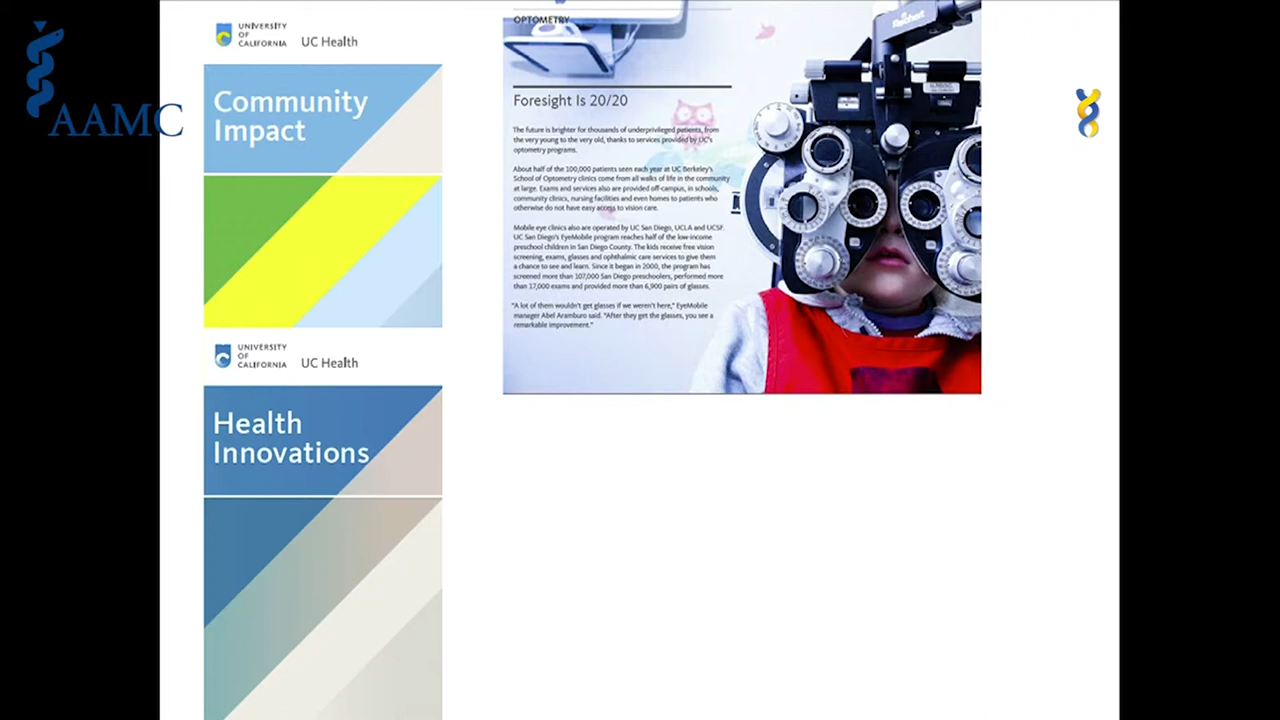 AAMC
UNIVERSITY
OF
CALIFORNIA
UC Health
Community
Impact
UNIVERSITY
OF
CALIFORNIA
UC Health
Health
Innovations
OPTOMETRY
Foresight Is 20/20
The future is brighter for thousands of underprivileged patients, from
the very young to the very old, thanks to services provided by UC's
optometry programs.
About half of the 100,000 patients seen each year at UC Berkeley's
School of Optometry clinics come from all walks of life in the community
at large. Exams and services also are provided off-campus, in schools,
community clinics, nursing facilities and even homes to patients who
otherwise do not have easy access to vision care.
Mobile eye clinics also are operated by UC San Diego, UCLA and UCSF.
UC San Diego's EyeMobile program reaches half of the low-income
preschool children in San Diego County. The kids receive free vision
screening, exams, glasses and ophthalmic care services to give them
a chance to see and learn. Since it began in 2000, the program has
screened more than 107,000 San Diego preschoolers, performed more
than 17,000 exams and provided more than 6,900 pairs of glasses.
"A lot of them wouldn't get glasses if we weren't here," EyeMobile
manager Abel Aramburo said. "After they get the glasses, you see a
remarkable improvement."
Reichert